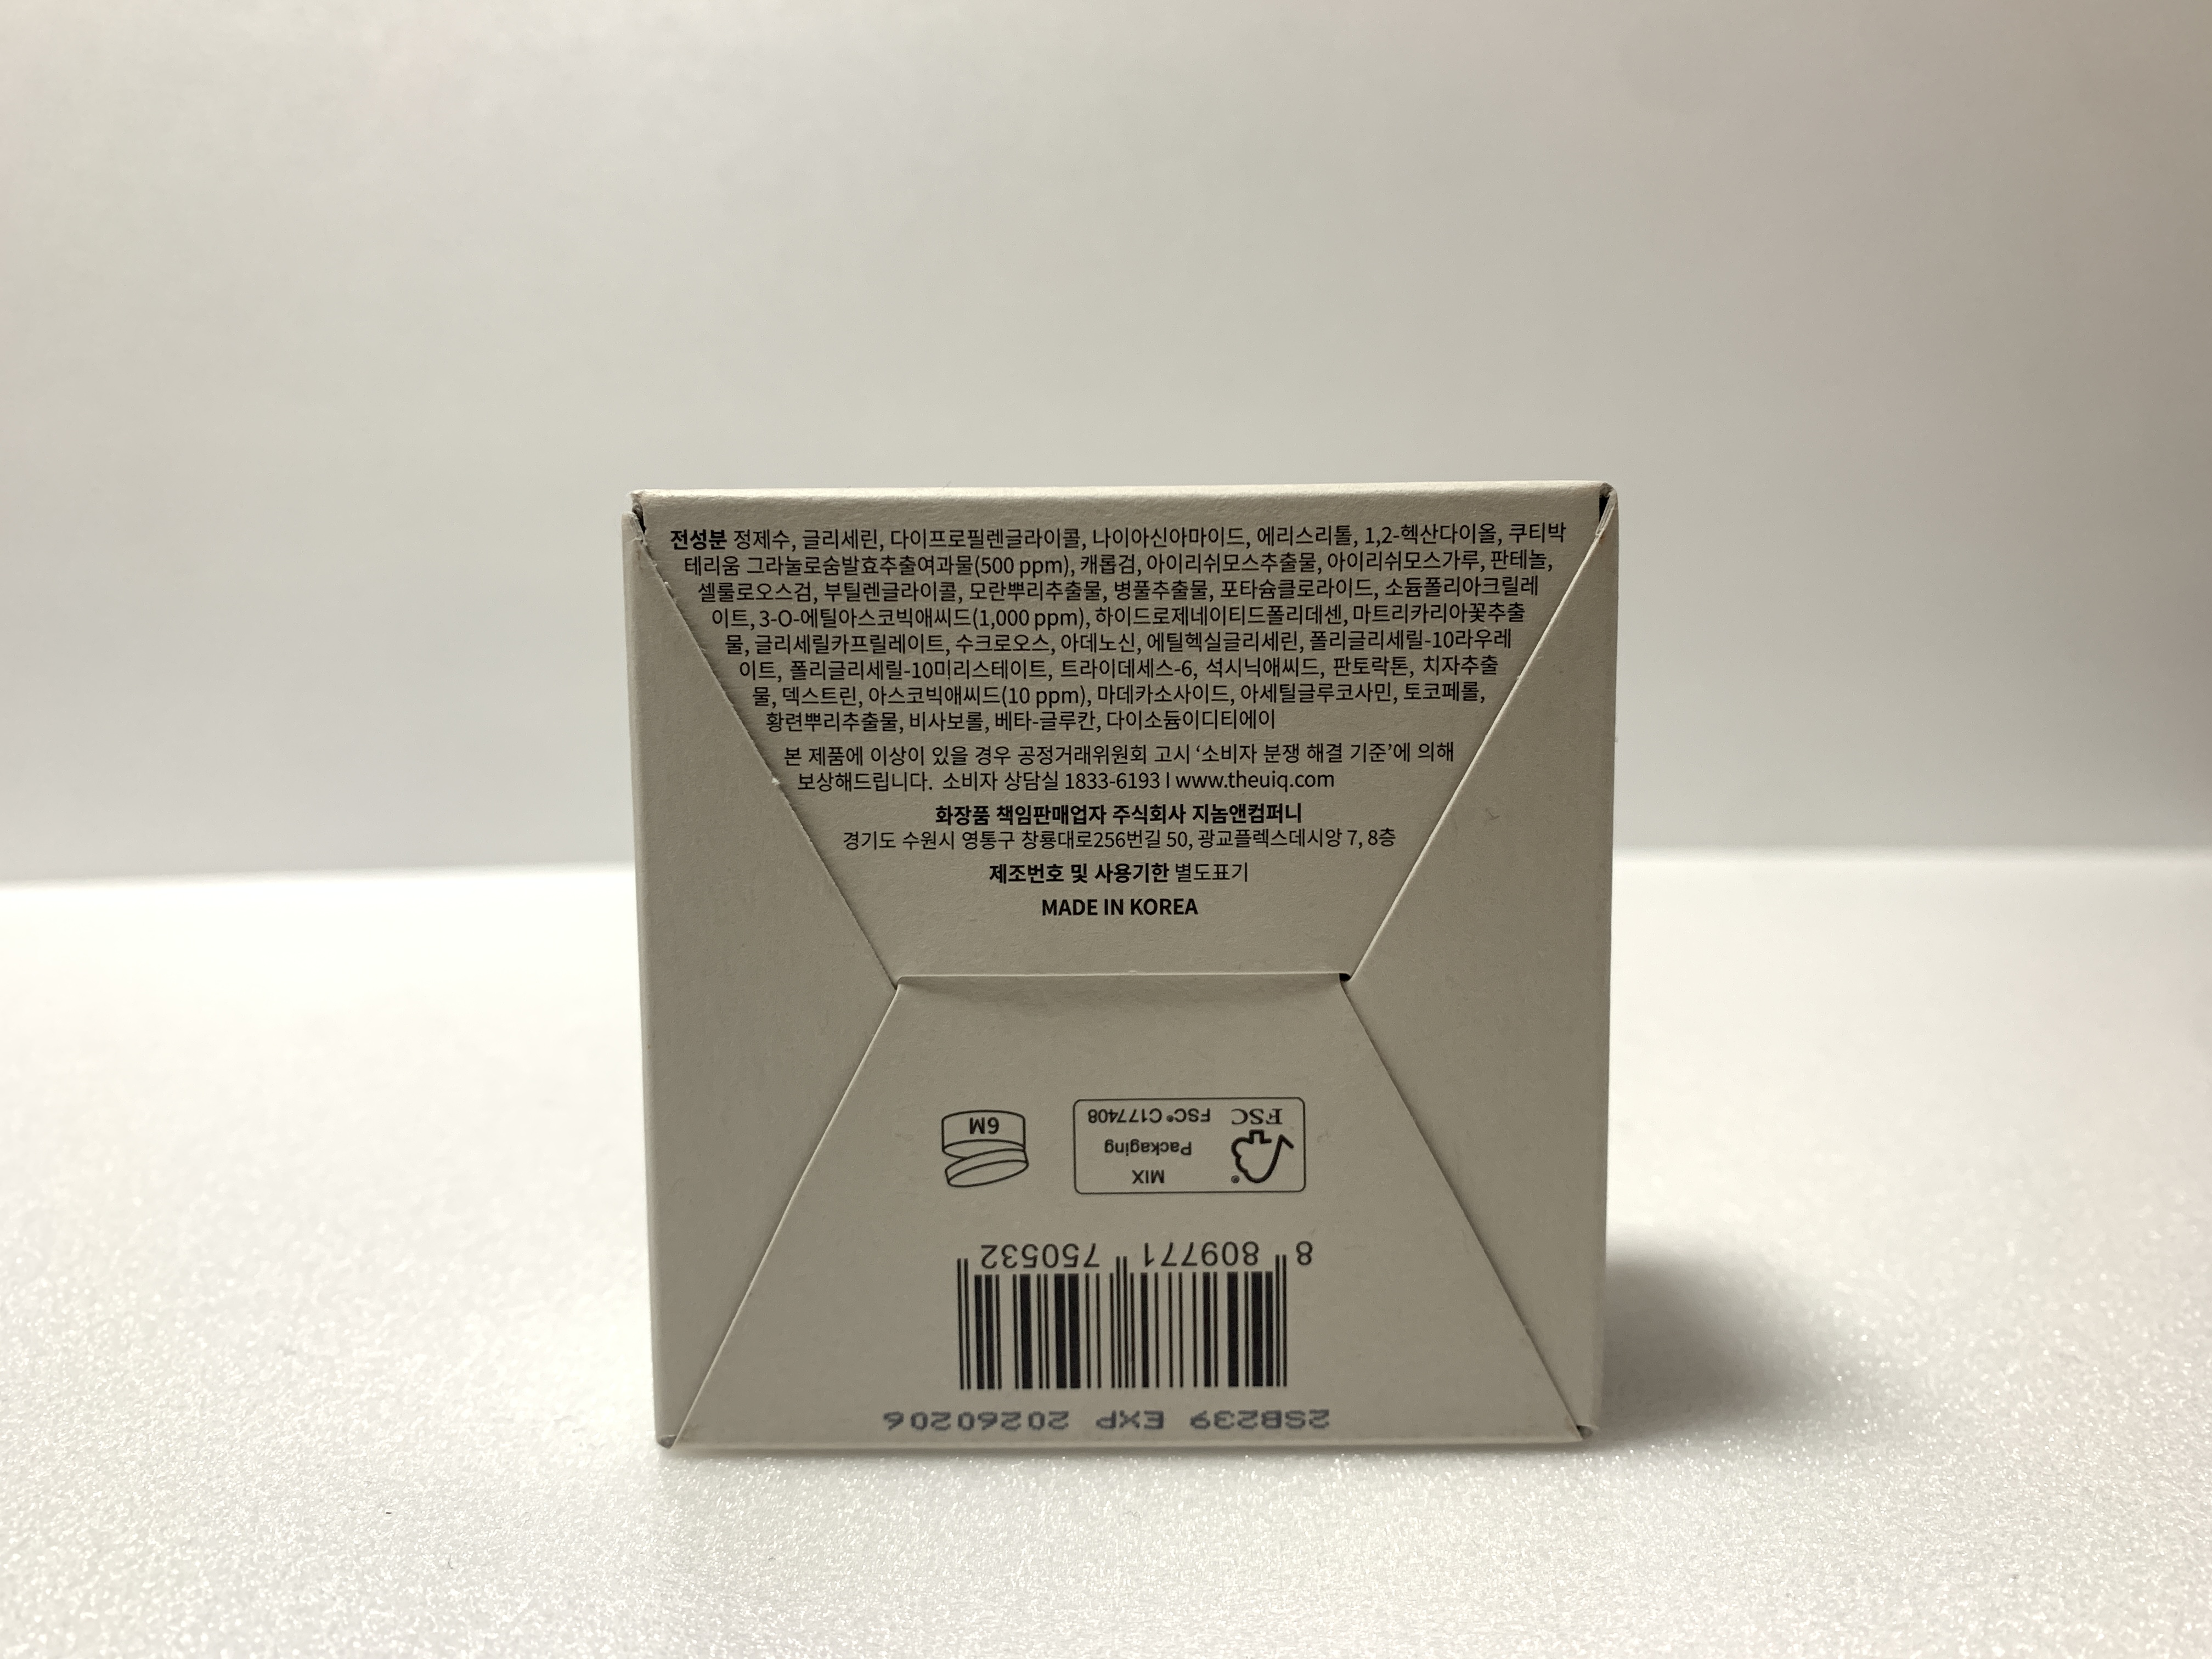 전성분 정제수, 글리세린, 다이프로필렌글라이콜, 나이아신아마이드, 에리스리톨, 1,2-헥산다이올, 쿠티박
테리움 그라눌로숨발효추출여과물(500 ppm), 캐롭검, 아이리쉬모스추출물, 아이리쉬모스가루, 판테놀,
셀룰로오스검, 부틸렌글라이콜, 모란뿌리추출물, 병풀추출물, 포타슘클로라이드, 소듐폴리아크릴레
이트, 3-O-에틸아스코빅애씨드(1,000 ppm), 하이드로제네이티드폴리데센, 마트리카리아꽃추출
물, 글리세릴카프릴레이트, 수크로오스, 아데노신, 에틸헥실글리세린, 폴리글리세릴-10라우레
이트, 폴리글리세릴-10미리스테이트, 트라이데세스-6, 석시닉애씨드, 판토락톤, 치자추출
물, 덱스트린, 아스코빅애씨드(10 ppm), 마데카소사이드, 아세틸글루코사민, 토코페롤,
황련뿌리추출물, 비사보롤, 베타-글루칸, 다이소듐이디티에이
본 제품에 이상이 있을 경우 공정거래위원회 고시 ‘소비자 분쟁 해결 기준’에 의해
보상해드립니다. 소비자 상담실 1833-6193 I www.theuiq.com
화장품 책임판매업자 주식회사 지놈앤컴퍼니
경기도 수원시 영통구 창룡대로256번길 50, 광교플렉스데시앙 7, 8층
제조번호 및 사용기한 별도표기
MADE IN KOREA
2SB239 EXP 20260206
8 809771 750532
MIX
Packaging
FSC FSC® C177408
6M